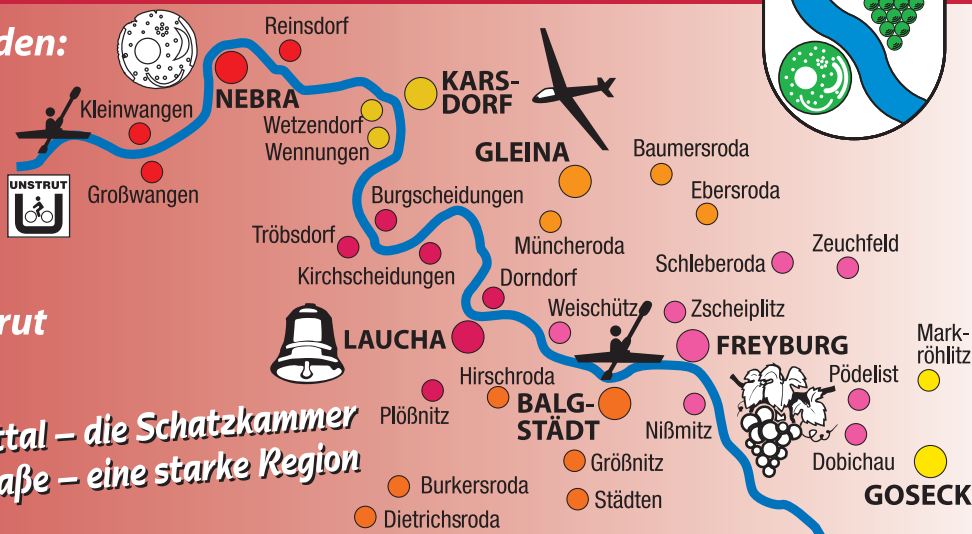 den:
Reinsdorf
NEBRA
KARS-
DORF
Kleinwangen
Wetzendorf
Wennungen
GLEINA
Baumersroda
UNSTRUT
Großwangen
Burgscheidungen
Ebersroda
Tröbsdorf
Müncheroda
Kirchscheidungen
Schleberoda
Zeuchfeld
Dorndorf
Weischütz
Zscheiplitz
rut
LAUCHA
FREYBURG
Mark-
röhlitz
Hirschroda
Pödelist
Plößnitz
BALG-
STÄDT
Nißmitz
ttal – die Schatzkammer
aße – eine starke Region
Größnitz
Dobichau
Burkersroda
Städten
GOSECK
Dietrichsroda